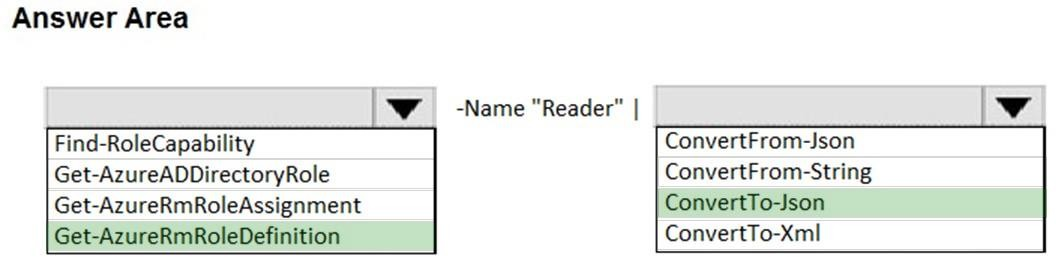 Answer Area
-Name "Reader" |
Find-RoleCapability
Get-AzureADDirectoryRole
Get-AzureRmRoleAssignment
Get-AzureRmRoleDefinition
ConvertFrom-Json
ConvertFrom-String
ConvertTo-Json
ConvertTo-Xml